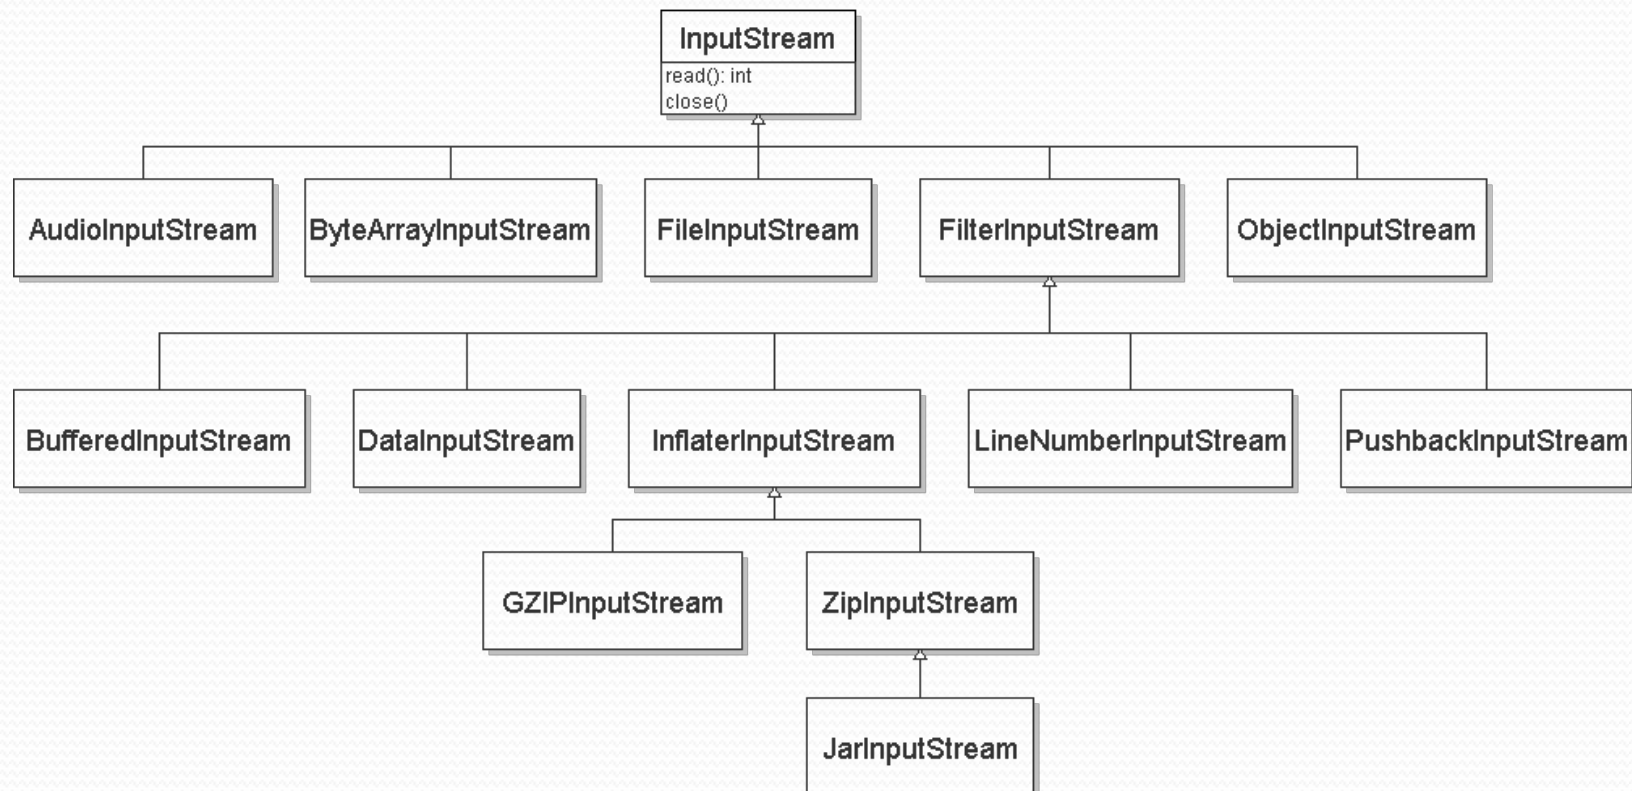 InputStream
read(): int
close()
AudioInputStream
ByteArrayInputStream
FileInputStream
FilterInputStream
ObjectInputStream
BufferedInputStream
DataInputStream
InflaterInputStream
LineNumberInputStream
PushbackInputStream
GZIPInputStream
ZipInputStream
JarInputStream